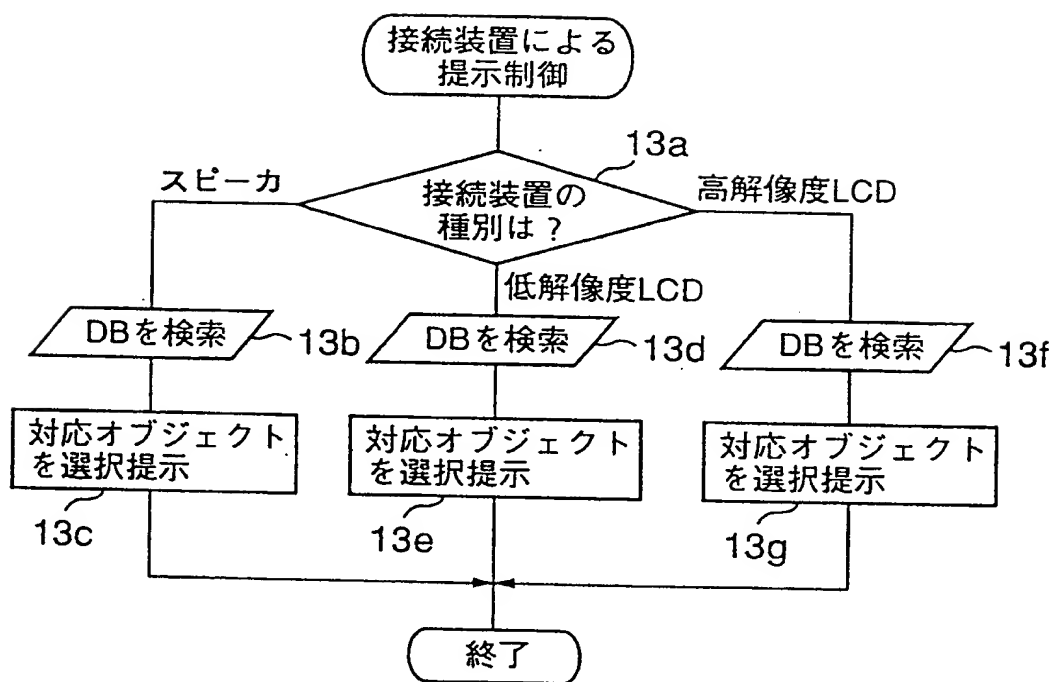 接続装置による
提示制御
13a
スピーカ
接続装置の
種別は？
高解像度LCD
低解像度LCD
DBを検索
13b
DBを検索
13d
DBを検索
13f
対応オブジェクト
を選択提示
13c
対応オブジェクト
を選択提示
13e
対応オブジェクト
を選択提示
13g
終了